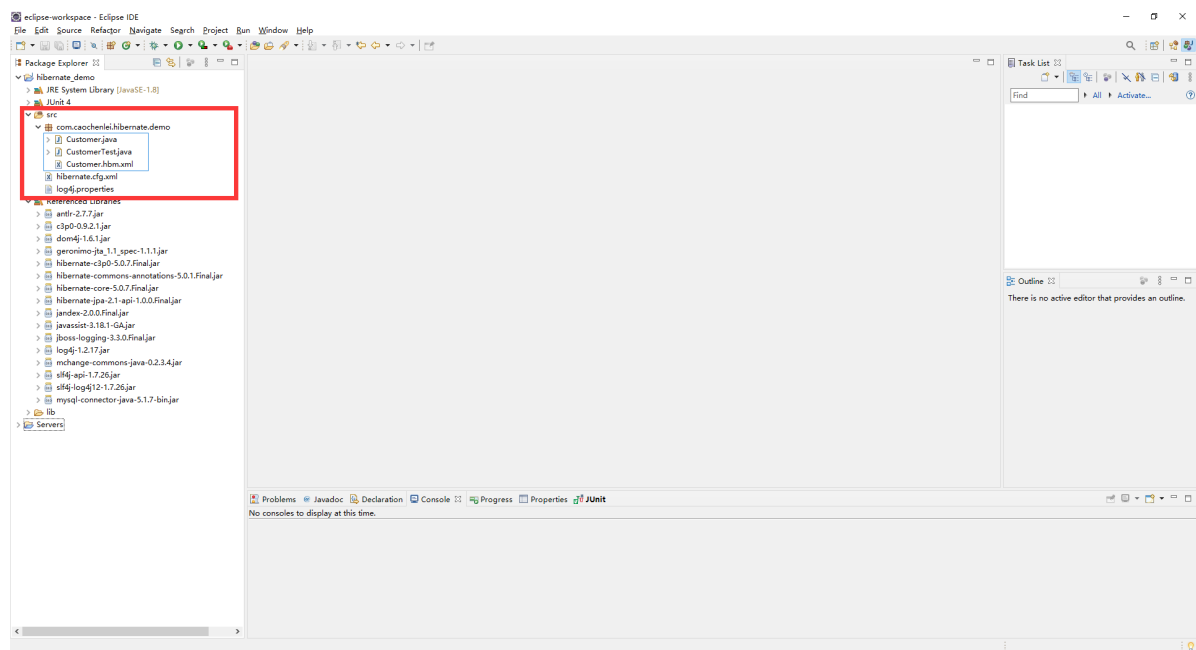 eclipse-workspace - Eclipse IDE
File Edit Source Refactor Navigate Search Project Run Window Help
Package Explorer
hibernate_demo
JRE System Library [JavaSE-1.8]
JUnit 4
src
com.caochenlei.hibernate.demo
Customer.java
CustomerTest.java
Customer.hbm.xml
hibernate.cfg.xml
log4j.properties
Referenced Libraries
antlr-2.7.7.jar
c3p0-0.9.2.1.jar
dom4j-1.6.1.jar
geronimo-jta_1.1_spec-1.1.1.jar
hibernate-c3p0-5.0.7.Final.jar
hibernate-commons-annotations-5.0.1.Final.jar
hibernate-core-5.0.7.Final.jar
hibernate-jpa-2.1-api-1.0.0.Final.jar
jandex-2.0.0.Final.jar
javassist-3.18.1-GA.jar
jboss-logging-3.3.0.Final.jar
log4j-1.2.17.jar
mchange-commons-java-0.2.3.4.jar
slf4j-api-1.7.26.jar
slf4j-log4j12-1.7.26.jar
mysql-connector-java-5.1.7-bin.jar
lib
Servers
Task List
Find All Activate...
Outline
There is no active editor that provides an outline.
Problems Javadoc Declaration Console Progress Properties JUnit
No consoles to display at this time.